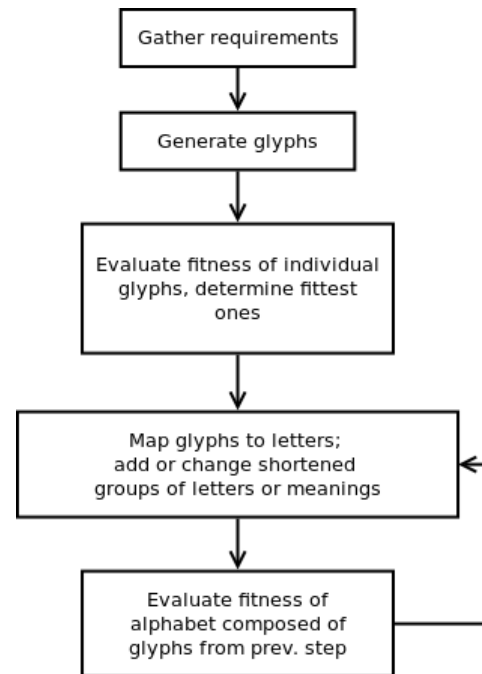 Gather requirements
Generate glyphs
Evaluate fitness of individual
glyphs, determine fittest
ones
Map glyphs to letters;
add or change shortened
groups of letters or meanings
Evaluate fitness of
alphabet composed of
glyphs from prev. step